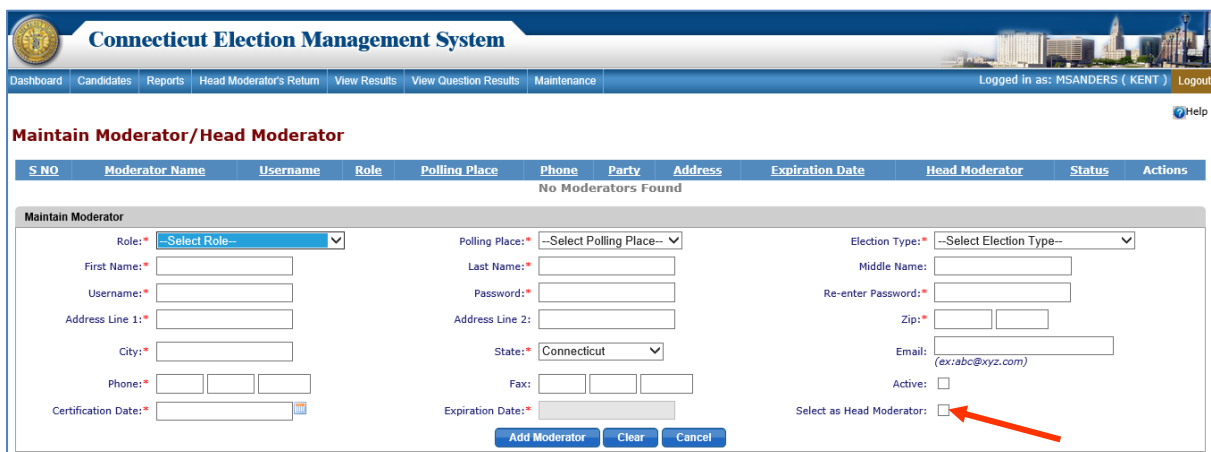 Connecticut Election Management System
Dashboard Candidates Reports Head Moderator's Return View Results View Question Results Maintenance Logged in as: MSANDERS ( KENT ) Logout
Help
Maintain Moderator/Head Moderator
S NO Moderator Name Username Role Polling Place Phone Party Address Expiration Date Head Moderator Status Actions
No Moderators Found
Maintain Moderator
Role:* --Select Role-- Polling Place:* --Select Polling Place-- Election Type:* --Select Election Type--
First Name:* Last Name:* Middle Name:
Username:* Password:* Re-enter Password:*
Address Line 1:* Address Line 2: Zip:*
City:* State:* Connecticut Email:
(ex:abc@xyz.com)
Phone:* Fax: Active:
Certification Date:* Expiration Date:* Select as Head Moderator:
Add Moderator Clear Cancel